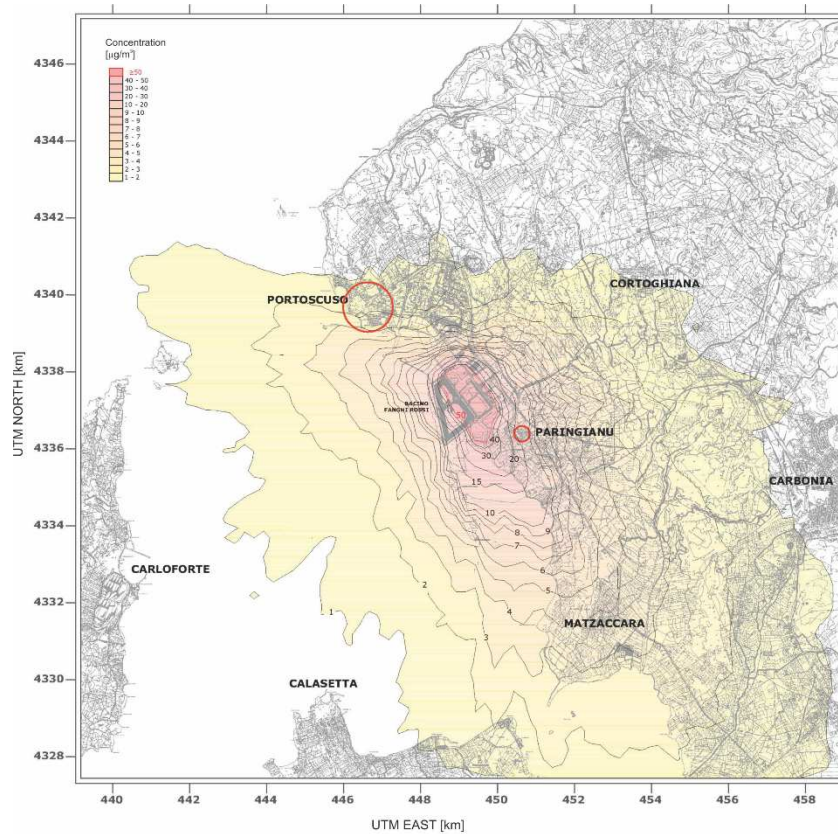 Concentration
[µg/m³]
≥50
40 - 50
30 - 40
20 - 30
10 - 20
9 - 10
8 - 9
7 - 8
6 - 7
5 - 6
4 - 5
3 - 4
2 - 3
1 - 2
4346
4344
4342
4340
4338
4336
4334
4332
4330
4328
UTM NORTH [km]
PORTOSCUSO
CORTOGHIANA
BACINO
FANGHI ROSSI
50
PARINGIANU
40
30
20
15
10
9
8
7
6
5
4
3
2
1
CARBONIA
CARLOFORTE
MATZACCARA
CALASETTA
440
442
444
446
448
450
452
454
456
458
UTM EAST [km]